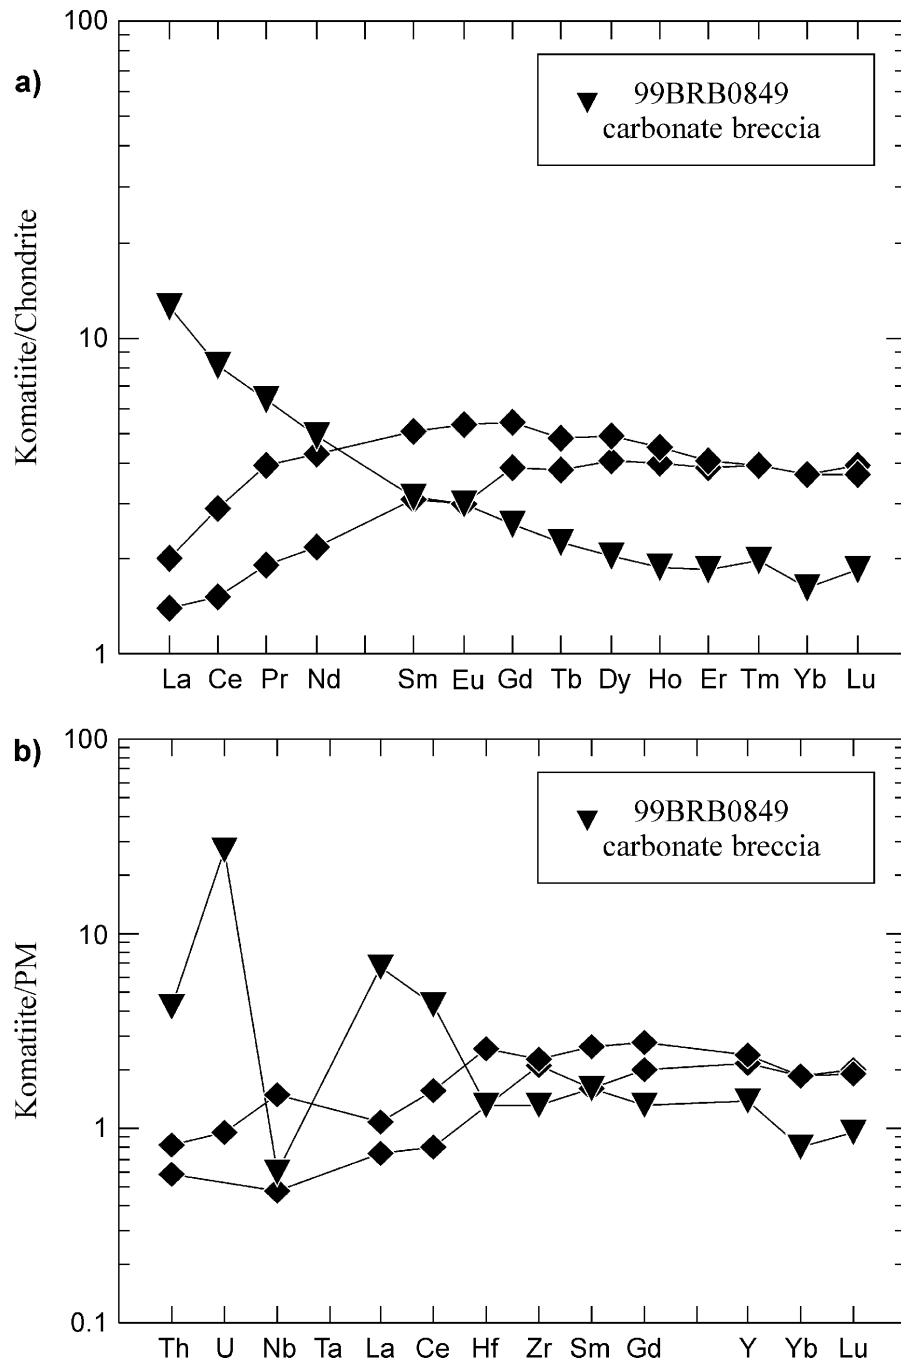 a)
100
10
1
Komatiite/Chondrite
99BRB0849
carbonate breccia
La Ce Pr Nd Sm Eu Gd Tb Dy Ho Er Tm Yb Lu
b)
100
10
1
0.1
Komatiite/PM
99BRB0849
carbonate breccia
Th U Nb Ta La Ce Hf Zr Sm Gd Y Yb Lu